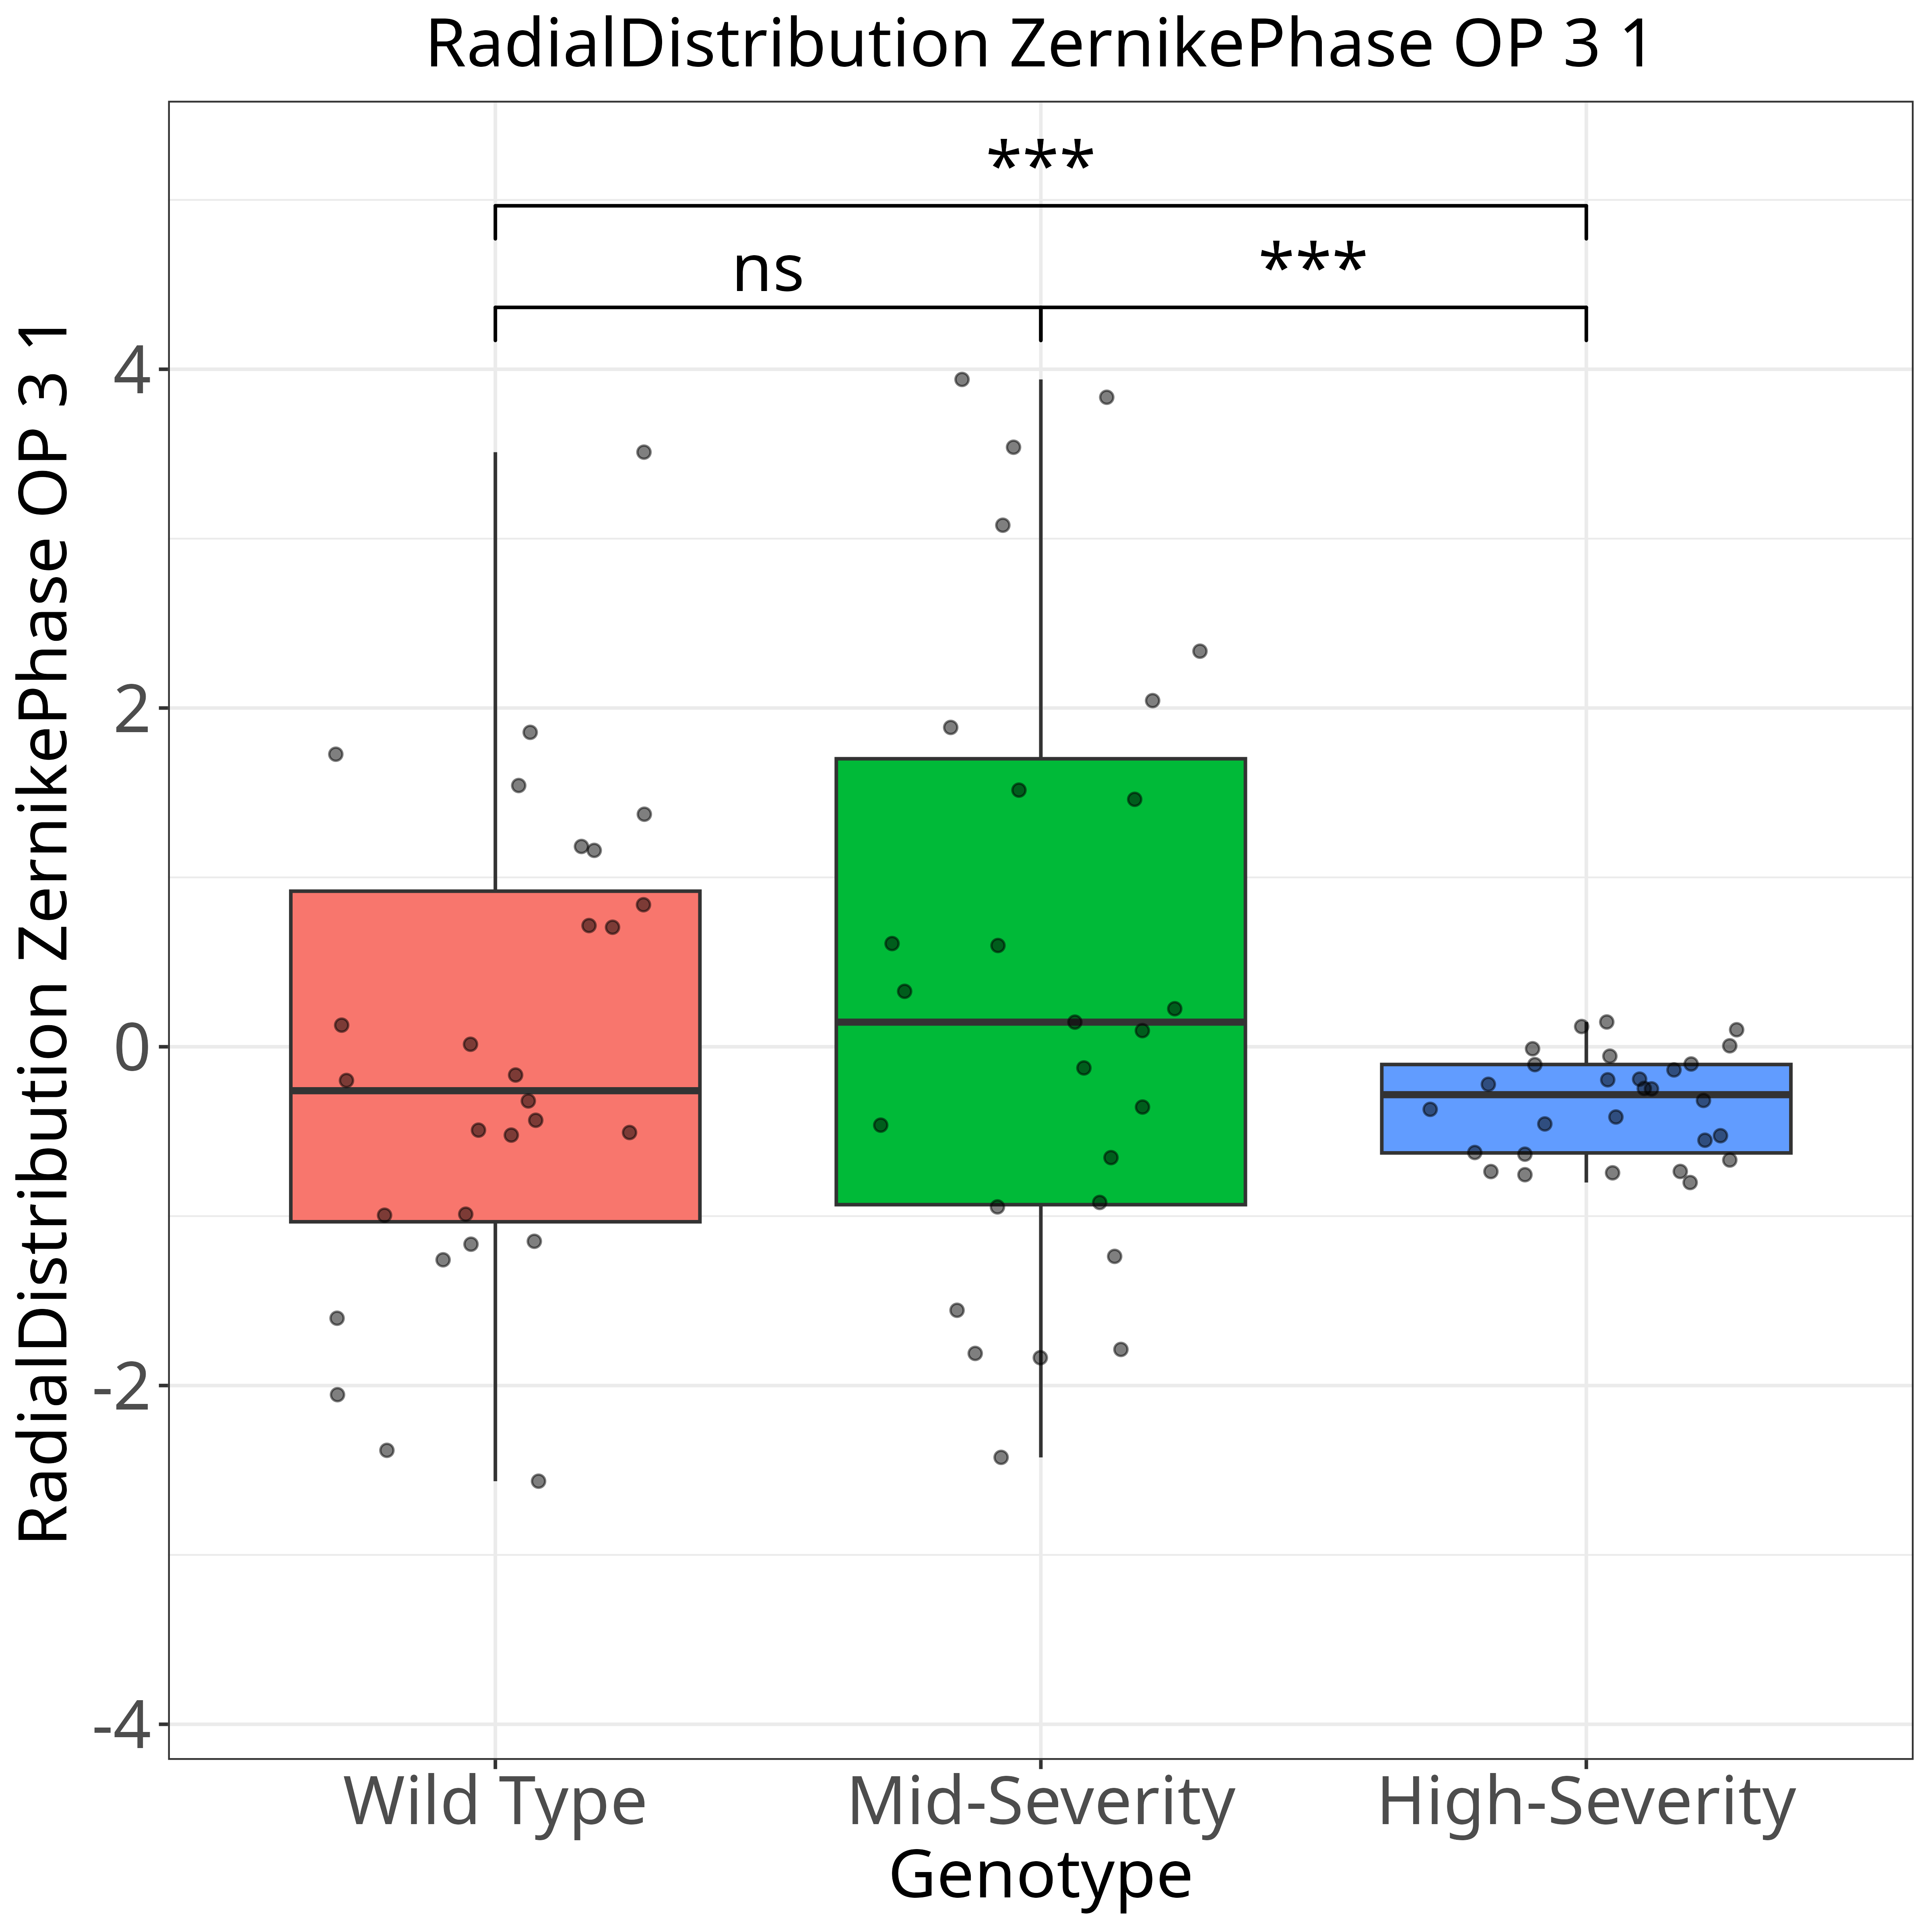 RadialDistribution ZernikePhase OP 3 1
***
ns
***
RadialDistribution ZernikePhase OP 3 1
4
2
0
-2
-4
Wild Type
Mid-Severity
High-Severity
Genotype